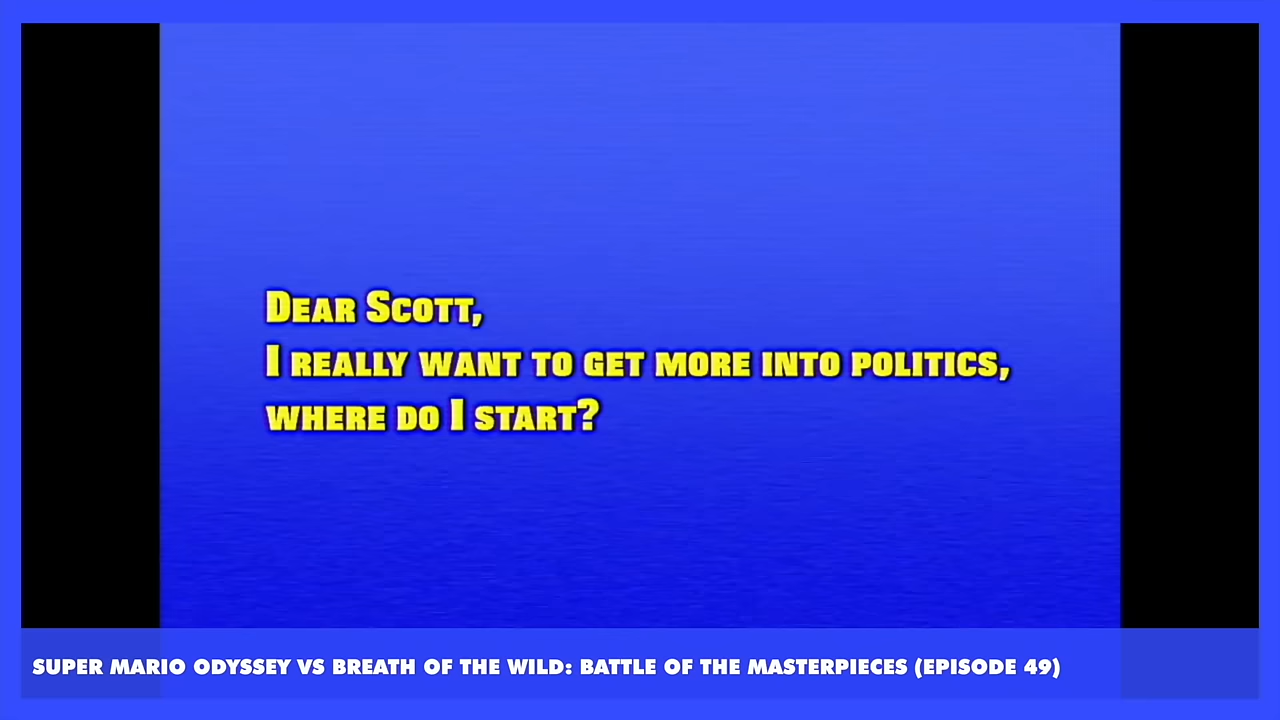 Dear Scott,
I really want to get more into politics,
where do I start?
SUPER MARIO ODYSSEY VS BREATH OF THE WILD: BATTLE OF THE MASTERPIECES (EPISODE 49)